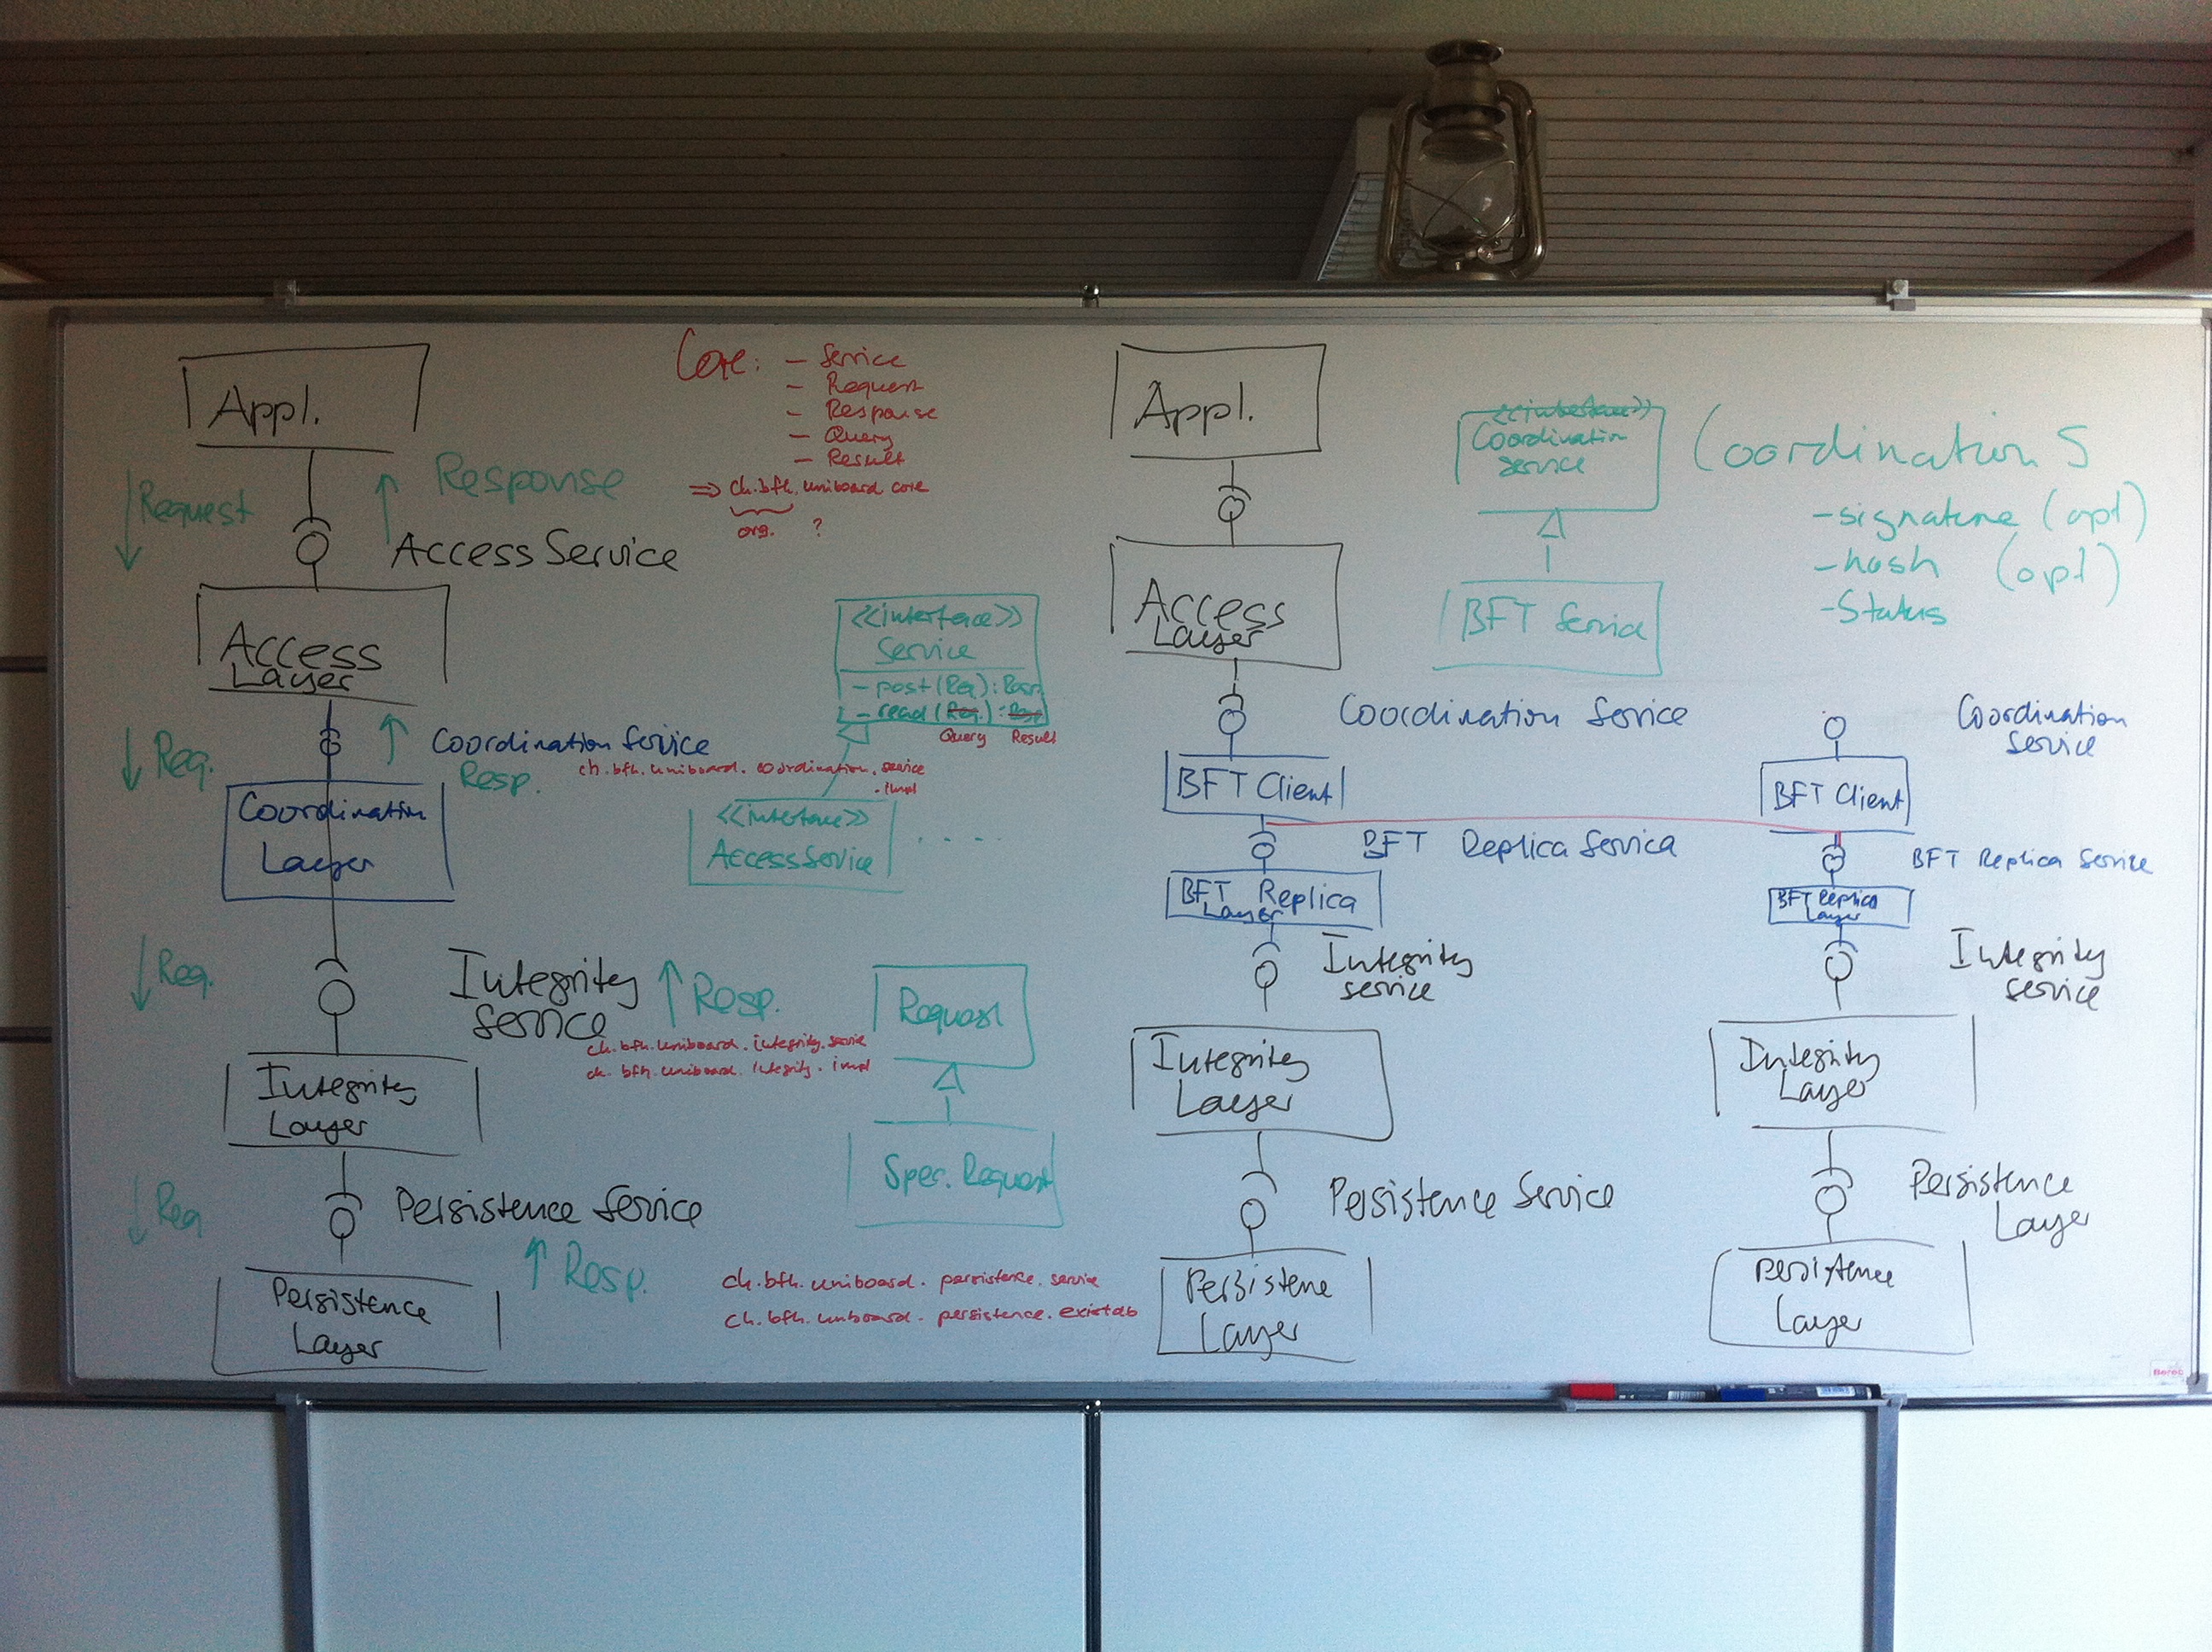 Appl.
Request
Response
Access Service
Access
Layer
Req.
Coordination Service
Resp.
ch.bfh.uniboard.coordination.service
.impl
Coordination
Layer
Req.
Integrity
Service
Resp.
ch.bfh.uniboard.integrity.service
ch.bfh.uniboard.integrity.impl
Integrity
Layer
Req
Persistence Service
Resp.
Persistence
Layer
ch.bfh.uniboard.persistence.service
ch.bfh.uniboard.persistence.existdb
Core:
- Service
- Request
- Response
- Query
- Result
=> ch.bfh.uniboard core
org. ?
<<interface>>
Service
- post(Req.):Resp.
- read(Req.):Resp
Query Result
<<interface>>
AccessService
. . - -
Request
Spec. Request
Appl.
Access
Layer
Coordination Service
BFT Client
BFT Replica Service
BFT Replica
Layer
Integrity
Service
Integrity
Layer
Persistence Service
Persistene
Layer
<<interface>>
Coordination
Service
BFT Service
Coordination S
-signature (opt)
-hash (opt)
-Status
Coordination
Service
BFT Client
BFT Replica Service
BFT Replica
Layer
Integrity
Service
Integrity
Layer
Persistence
Layer
Persistence
Layer